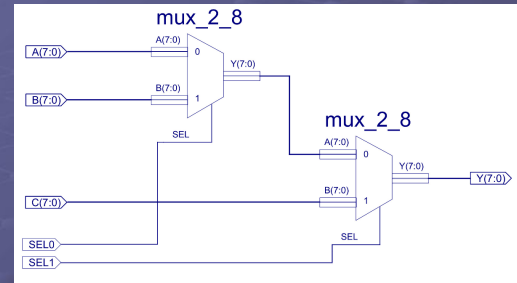 mux_2_8
A(7:0)
A(7:0)
0
Y(7:0)
B(7:0)
B(7:0)
1
SEL
mux_2_8
A(7:0)
0
Y(7:0)
Y(7:0)
C(7:0)
B(7:0)
1
SEL
SEL0
SEL1